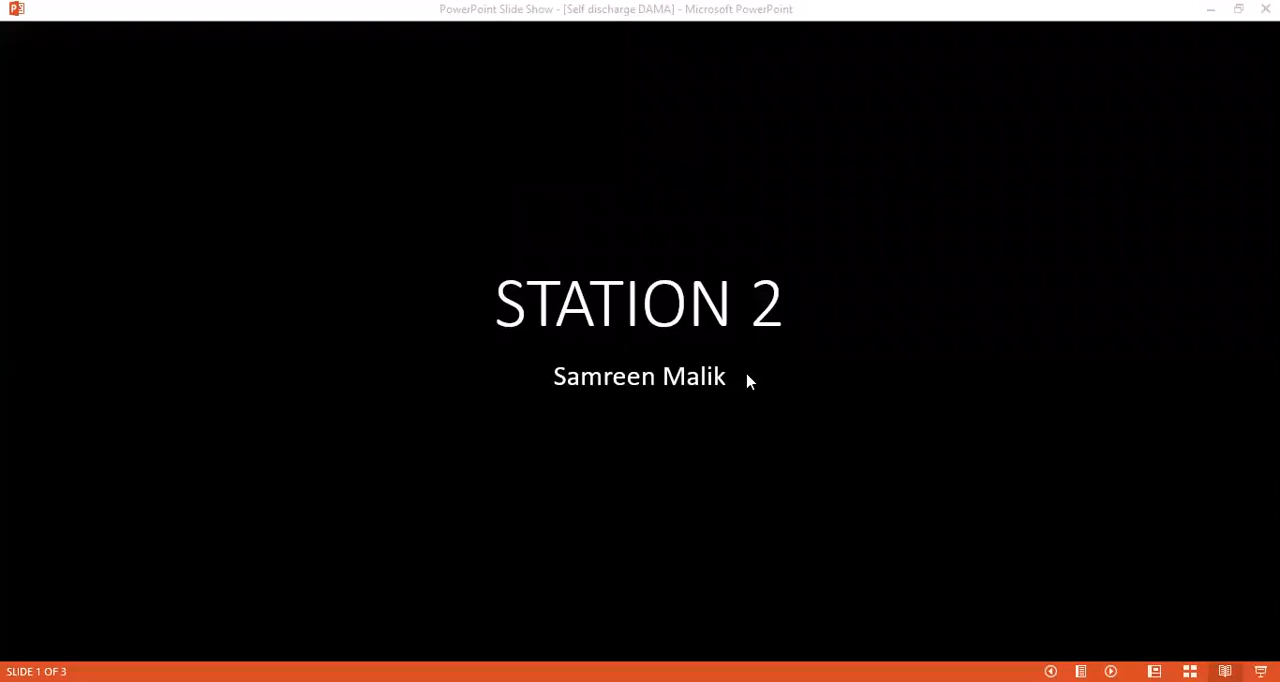 PowerPoint Slide Show - [Self discharge DAMA] - Microsoft PowerPoint
STATION 2
Samreen Malik
SLIDE 1 OF 3